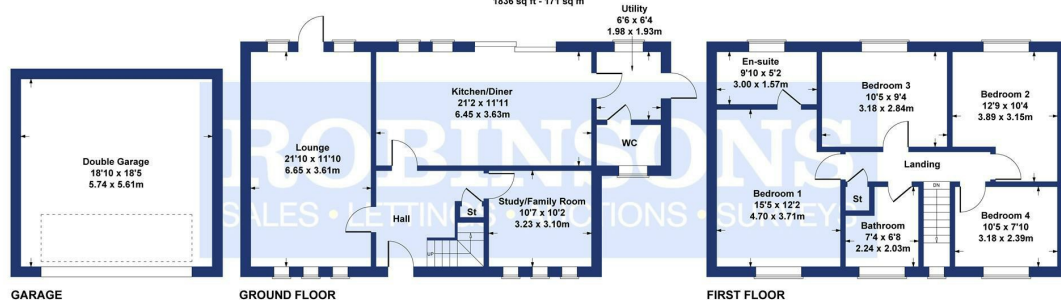 1836 sq ft - 171 sq m
Utility
6'6 x 6'4
1.98 x 1.93m
En-suite
9'10 x 5'2
3.00 x 1.57m
Bedroom 3
10'5 x 9'4
3.18 x 2.84m
Bedroom 2
12'9 x 10'4
3.89 x 3.15m
Kitchen/Diner
21'2 x 11'11
6.45 x 3.63m
ROBINSONS
SALES • LETTINGS • AUCTIONS • SURVEYS
WC
Lounge
21'10 x 11'10
6.65 x 3.61m
Double Garage
18'10 x 18'5
5.74 x 5.61m
Landing
DN
Hall
St
UP
Study/Family Room
10'7 x 10'2
3.23 x 3.10m
Bedroom 1
15'5 x 12'2
4.70 x 3.71m
St
Bathroom
7'4 x 6'8
2.24 x 2.03m
Bedroom 4
10'5 x 7'10
3.18 x 2.39m
GARAGE
GROUND FLOOR
FIRST FLOOR